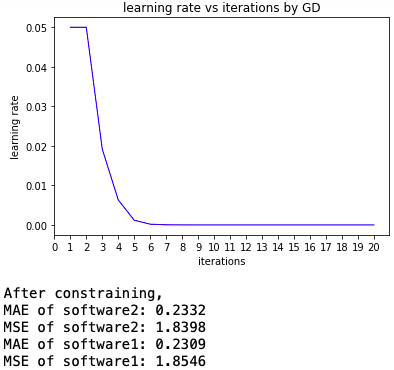 learning rate vs iterations by GD
0.05
0.04
0.03
0.02
0.01
0.00
learning rate
0 1 2 3 4 5 6 7 8 9 10 11 12 13 14 15 16 17 18 19 20
iterations
After constraining,
MAE of software2: 0.2332
MSE of software2: 1.8398
MAE of software1: 0.2309
MSE of software1: 1.8546